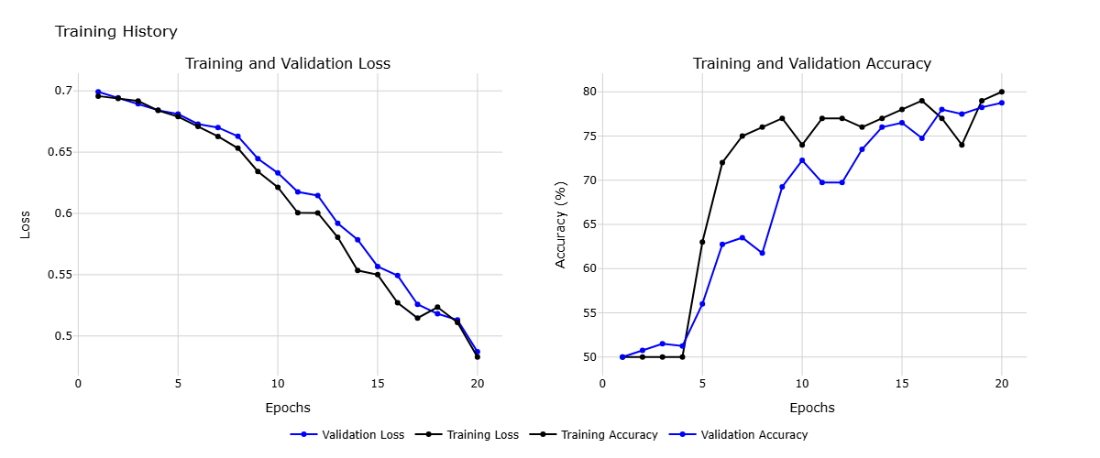 Training History
Training and Validation Loss
Training and Validation Accuracy
0.7
0.65
0.6
0.55
0.5
Loss
0 5 10 15 20
Epochs
80
75
70
65
60
55
50
Accuracy (%)
0 5 10 15 20
Epochs
Validation Loss Training Loss Training Accuracy Validation Accuracy